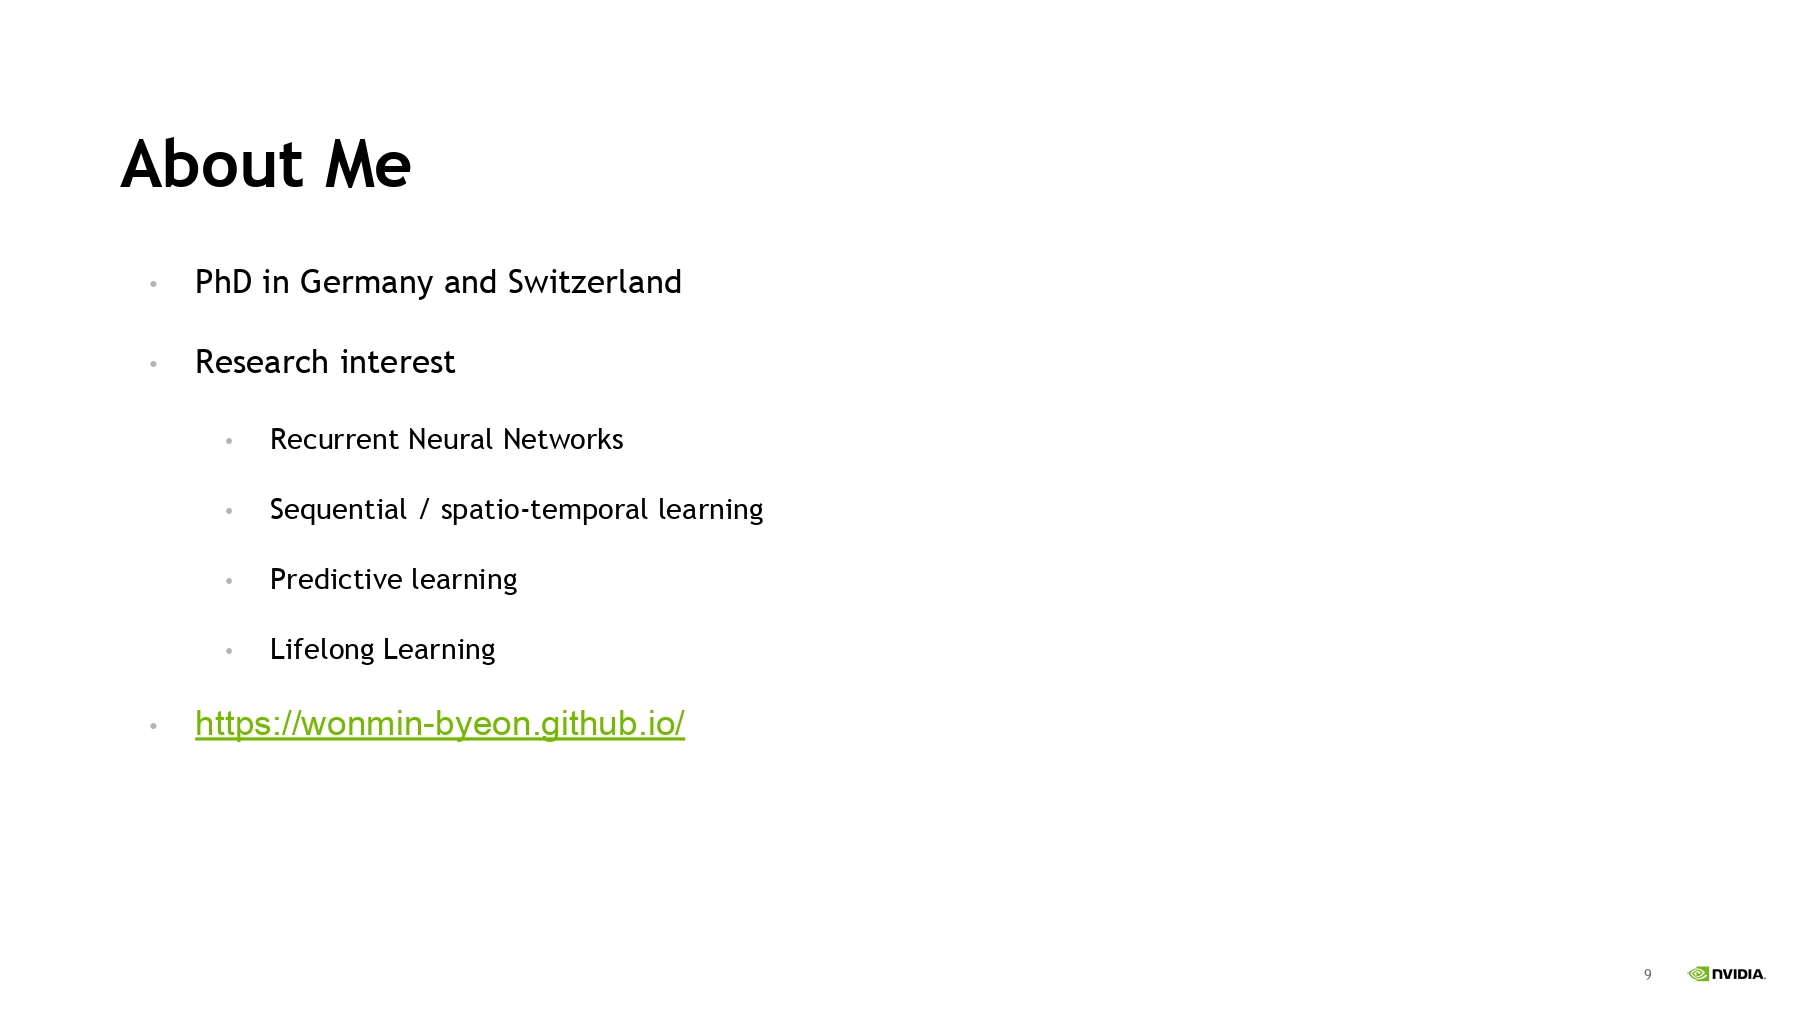 About Me
• PhD in Germany and Switzerland
• Research interest
• Recurrent Neural Networks
• Sequential / spatio-temporal learning
• Predictive learning
• Lifelong Learning
• https://wonmin-byeon.github.io/
9 NVIDIA.